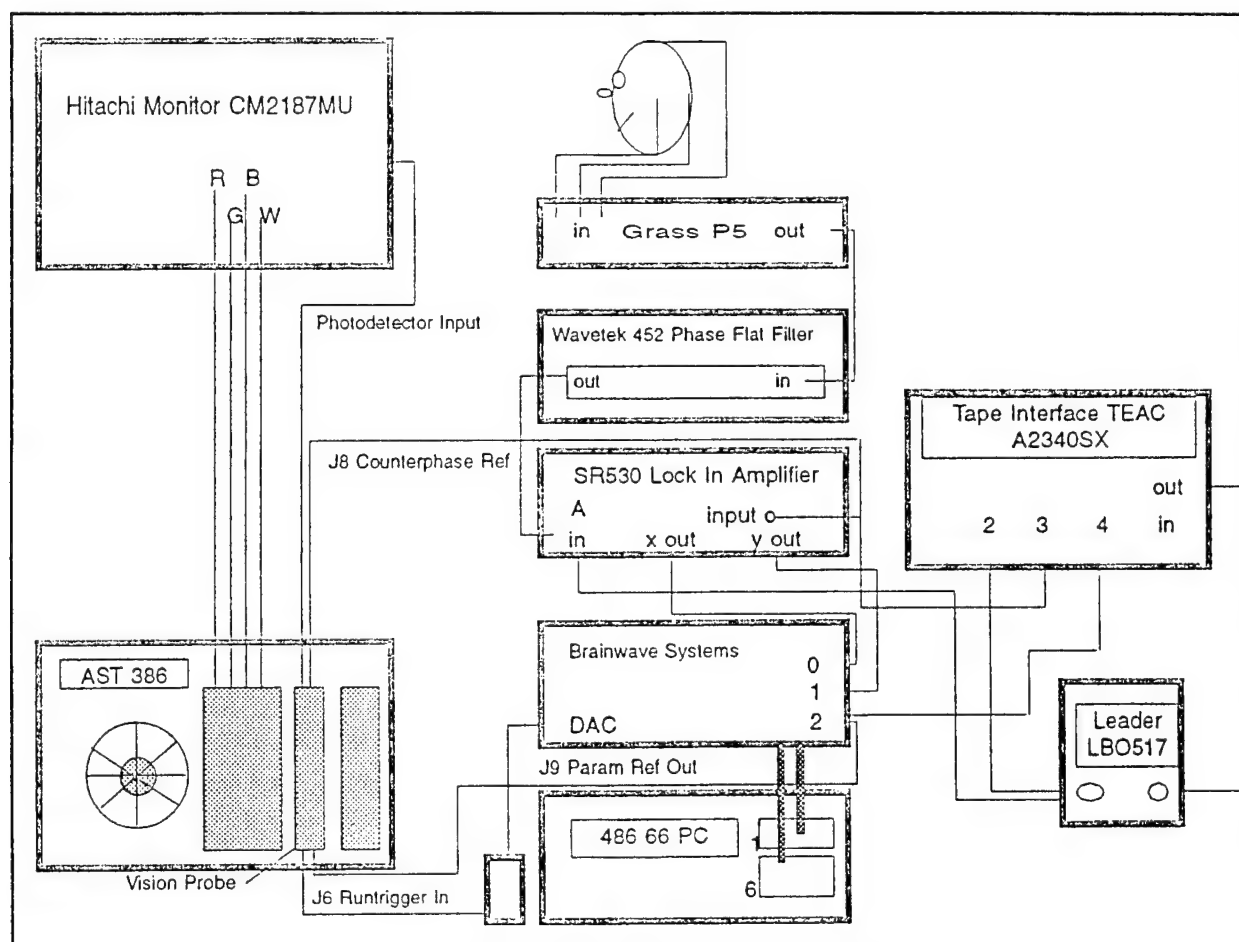 Hitachi Monitor CM2187MU
R B
G W
Photodetector Input
in Grass P5 out
Wavetek 452 Phase Flat Filter
out in
J8 Counterphase Ref
SR530 Lock In Amplifier
A
input o
in x out y out
Tape Interface TEAC
A2340SX
out
2 3 4 in
AST 386
Vision Probe
Brainwave Systems
0
1
DAC 2
J9 Param Ref Out
486 66 PC
1
6
J6 Runtrigger In
Leader
LBO517